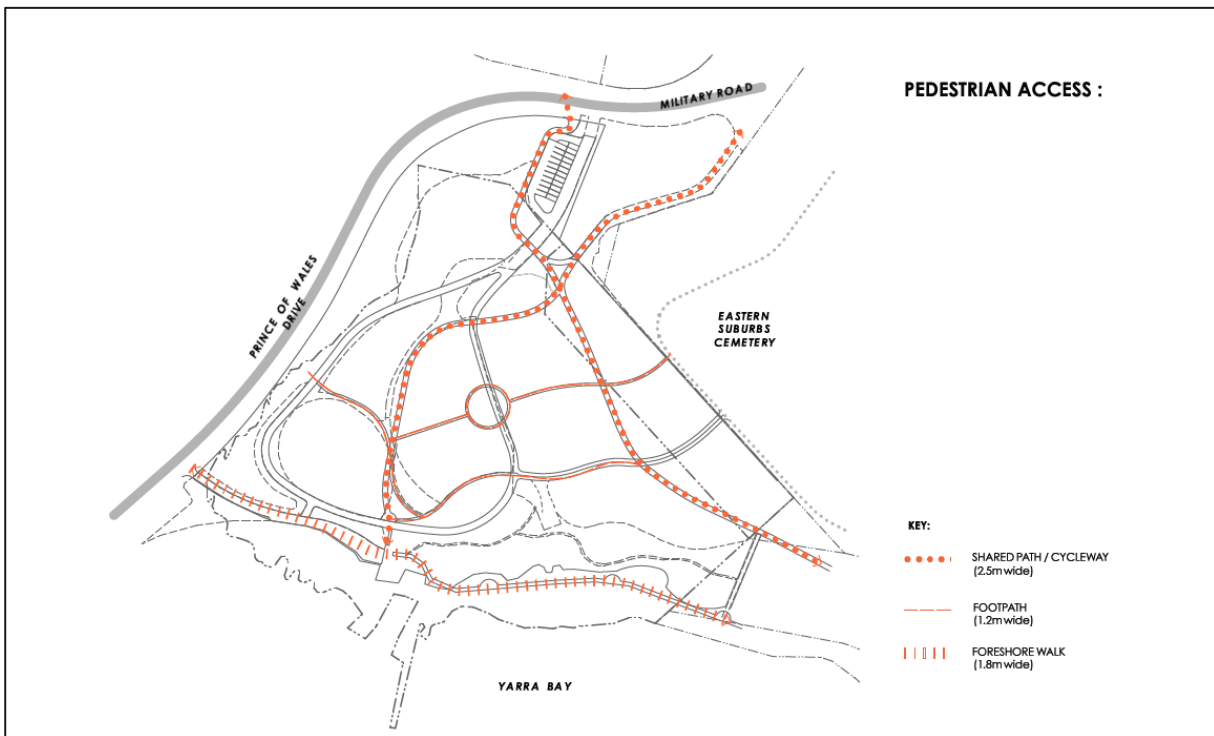 PEDESTRIAN ACCESS :
MILITARY ROAD
PRINCE OF WALES
DRIVE
EASTERN
SUBURBS
CEMETERY
YARRA BAY
KEY:
SHARED PATH / CYCLEWAY
(2.5m wide)
FOOTPATH
(1.2m wide)
FORESHORE WALK
(1.8m wide)